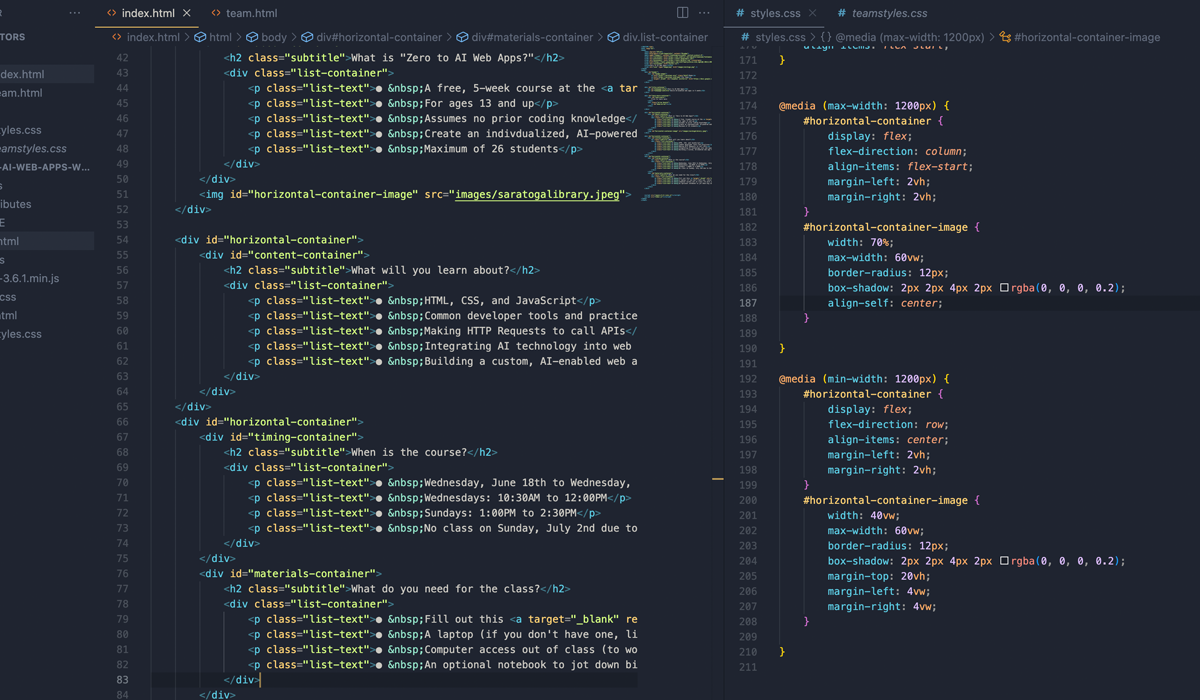 index.html
team.html
TORS
dex.html
eam.html
yles.css
eamstyles.css
-AI-WEB-APPS-W...
s
ibutes
E
html
s
-3.6.1.min.js
css
tml
yles.css
index.html > html > body > div#horizontal-container > div#materials-container > div.list-container
42 <h2 class="subtitle">What is "Zero to AI Web Apps?"</h2>
43 <div class="list-container">
44 <p class="list-text">● &nbsp;A free, 5-week course at the <a tar
45 <p class="list-text">● &nbsp;For ages 13 and up</p>
46 <p class="list-text">● &nbsp;Assumes no prior coding knowledge</
47 <p class="list-text">● &nbsp;Create an indivdualized, AI-powered
48 <p class="list-text">● &nbsp;Maximum of 26 students</p>
49 </div>
50 </div>
51 <img id="horizontal-container-image" src="images/saratogalibrary.jpeg">
52 </div>
53
54 <div id="horizontal-container">
55 <div id="content-container">
56 <h2 class="subtitle">What will you learn about?</h2>
57 <div class="list-container">
58 <p class="list-text">● &nbsp;HTML, CSS, and JavaScript</p>
59 <p class="list-text">● &nbsp;Common developer tools and practice
60 <p class="list-text">● &nbsp;Making HTTP Requests to call APIs</
61 <p class="list-text">● &nbsp;Integrating AI technology into web
62 <p class="list-text">● &nbsp;Building a custom, AI-enabled web a
63 </div>
64 </div>
65 </div>
66 <div id="horizontal-container">
67 <div id="timing-container">
68 <h2 class="subtitle">When is the course?</h2>
69 <div class="list-container">
70 <p class="list-text">● &nbsp;Wednesday, June 18th to Wednesday,
71 <p class="list-text">● &nbsp;Wednesdays: 10:30AM to 12:00PM</p>
72 <p class="list-text">● &nbsp;Sundays: 1:00PM to 2:30PM</p>
73 <p class="list-text">● &nbsp;No class on Sunday, July 2nd due to
74 </div>
75 </div>
76 <div id="materials-container">
77 <h2 class="subtitle">What do you need for the class?</h2>
78 <div class="list-container">
79 <p class="list-text">● &nbsp;Fill out this <a target="_blank" re
80 <p class="list-text">● &nbsp;A laptop (if you don't have one, li
81 <p class="list-text">● &nbsp;Computer access out of class (to wo
82 <p class="list-text">● &nbsp;An optional notebook to jot down bi
83 </div>
84 </div>
# styles.css
# teamstyles.css
# styles.css > {} @media (max-width: 1200px) > #horizontal-container-image
170 align-items: flex-start;
171 }
172
173
174 @media (max-width: 1200px) {
175 #horizontal-container {
176 display: flex;
177 flex-direction: column;
178 align-items: flex-start;
179 margin-left: 2vh;
180 margin-right: 2vh;
181 }
182 #horizontal-container-image {
183 width: 70%;
184 max-width: 60vw;
185 border-radius: 12px;
186 box-shadow: 2px 2px 4px 2px rgba(0, 0, 0, 0.2);
187 align-self: center;
188 }
189
190 }
191
192 @media (min-width: 1200px) {
193 #horizontal-container {
194 display: flex;
195 flex-direction: row;
196 align-items: center;
197 margin-left: 2vh;
198 margin-right: 2vh;
199 }
200 #horizontal-container-image {
201 width: 40vw;
202 max-width: 60vw;
203 border-radius: 12px;
204 box-shadow: 2px 2px 4px 2px rgba(0, 0, 0, 0.2);
205 margin-top: 20vh;
206 margin-left: 4vw;
207 margin-right: 4vw;
208 }
209
210 }
211